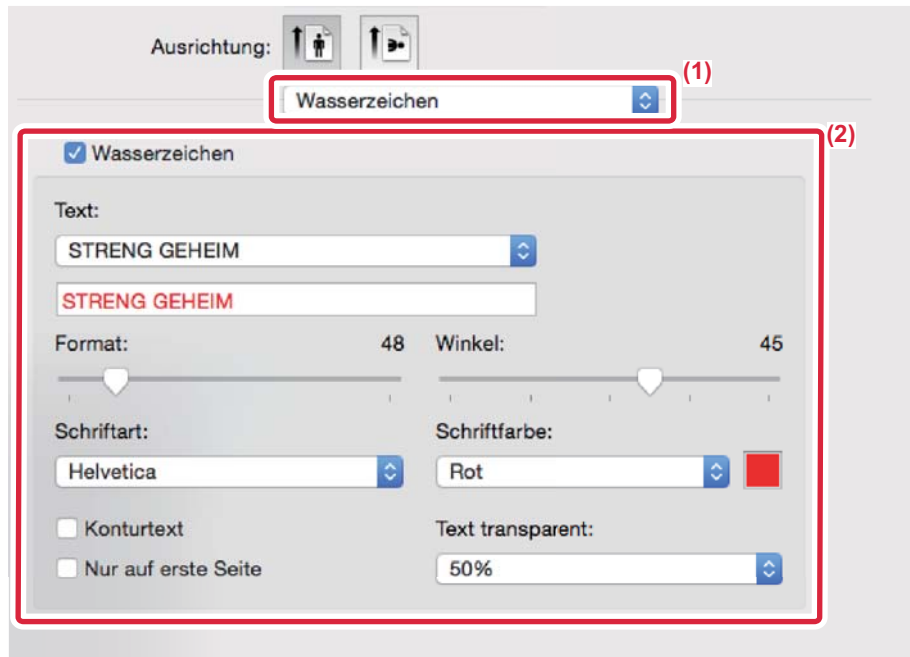 Ausrichtung:
(1)
Wasserzeichen
(2)
Wasserzeichen
Text:
STRENG GEHEIM
STRENG GEHEIM
Format: 48 Winkel: 45
Schriftart: Schriftfarbe:
Helvetica Rot
Konturtext Text transparent:
Nur auf erste Seite 50%